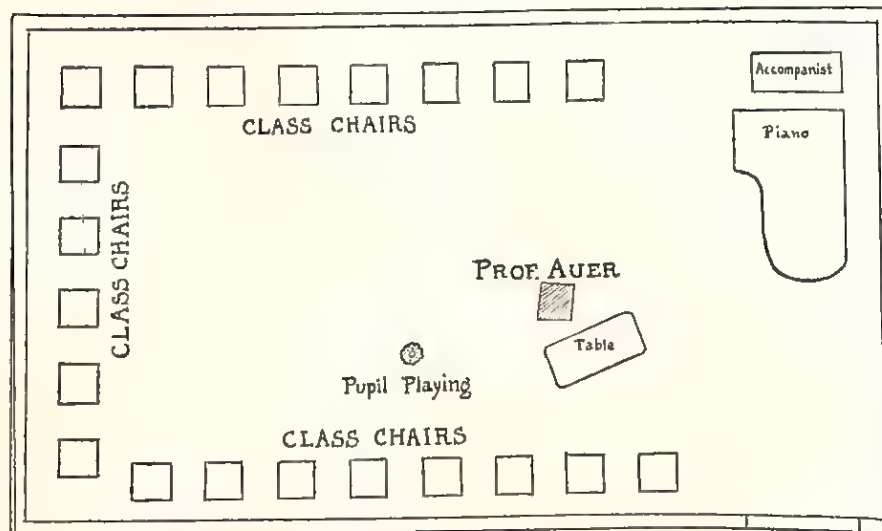 Accompanist
CLASS CHAIRS
Piano
CLASS CHAIRS
PROF. AUER
Table
Pupil Playing
CLASS CHAIRS